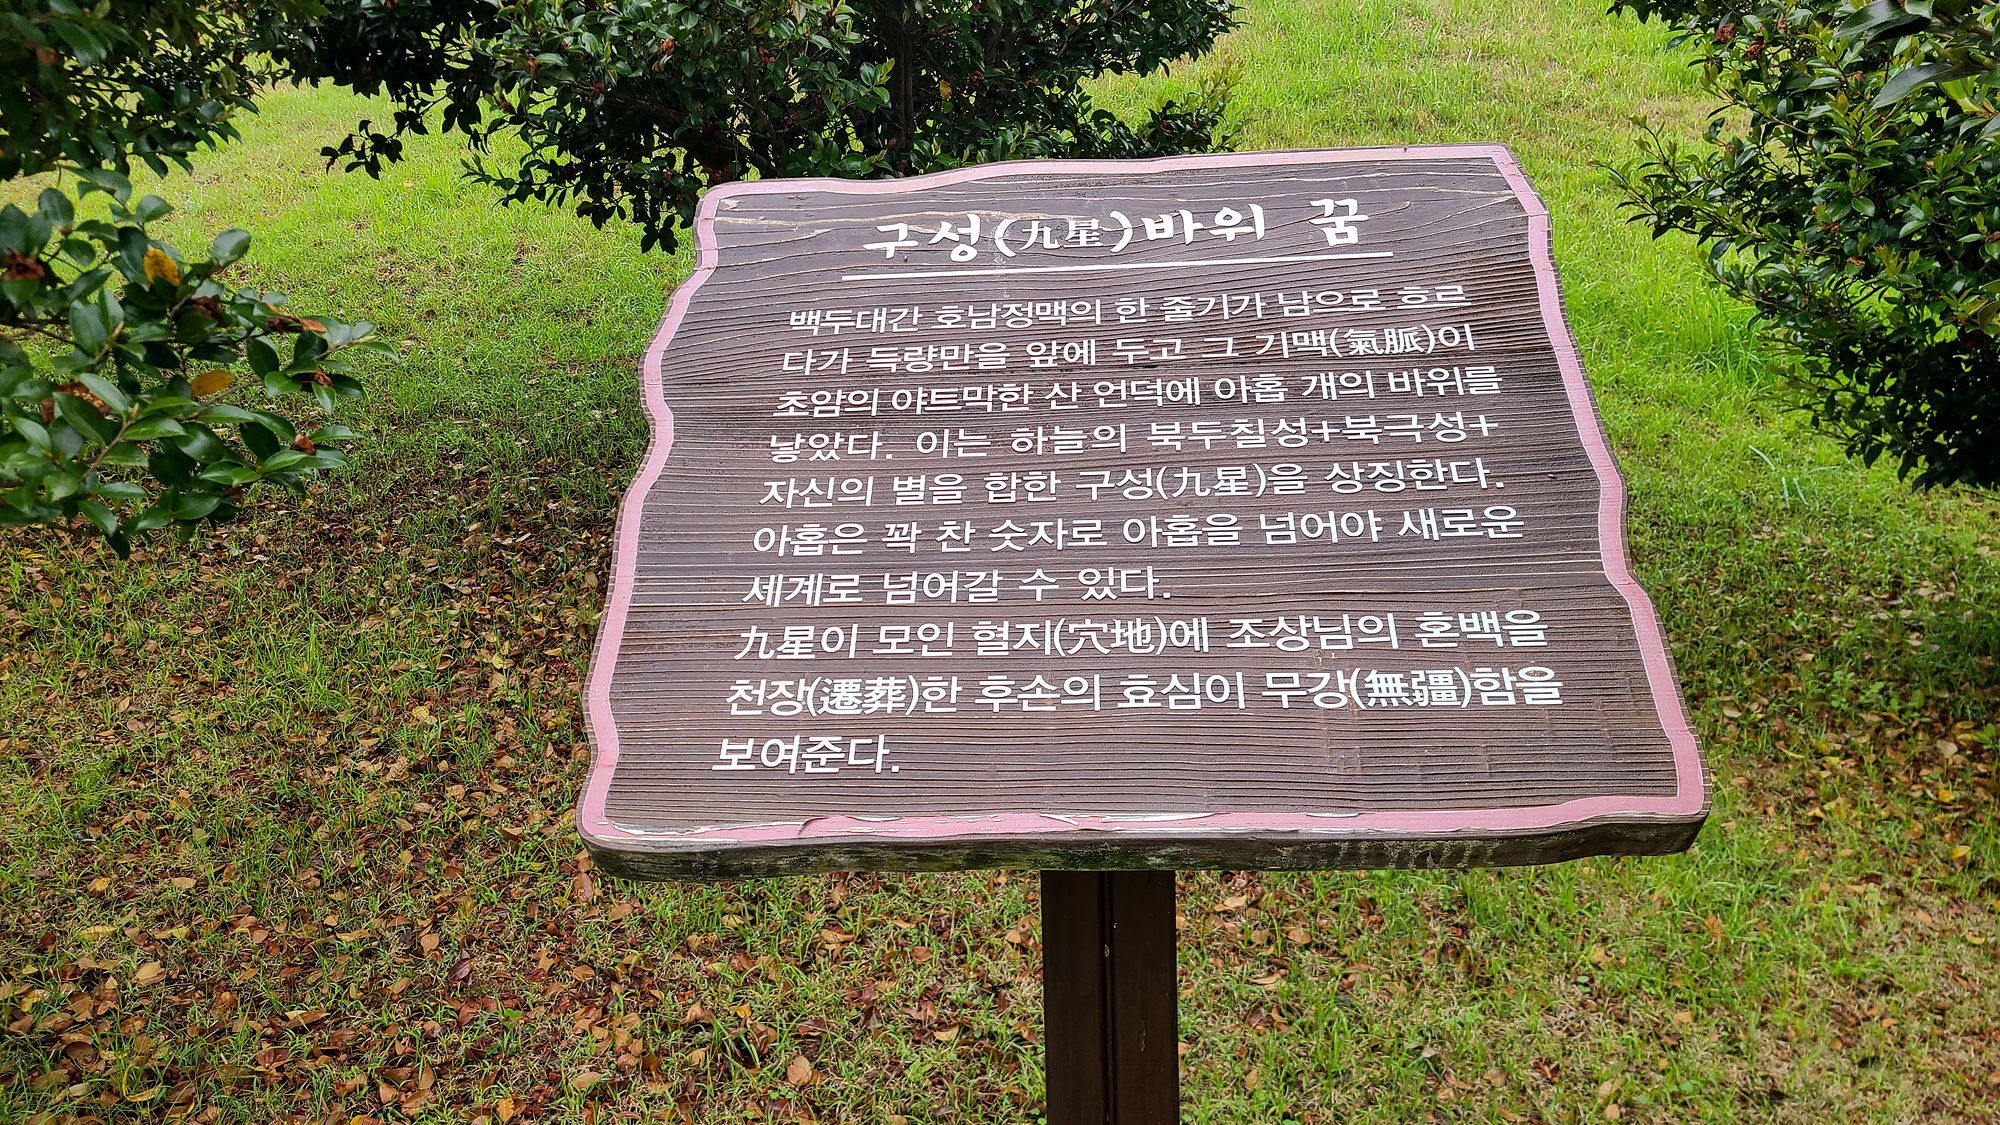 구성(九星)바위 꿈
백두대간 호남정맥의 한 줄기가 남으로 흐르
다가 득량만을 앞에 두고 그 기맥(氣脈)이
초암의 야트막한 산 언덕에 아홉 개의 바위를
낳았다. 이는 하늘의 북두칠성+북극성+
자신의 별을 합한 구성(九星)을 상징한다.
아홉은 꽉 찬 숫자로 아홉을 넘어야 새로운
세계로 넘어갈 수 있다.
九星이 모인 혈지(穴地)에 조상님의 혼백을
천장(遷葬)한 후손의 효심이 무강(無疆)함을
보여준다.